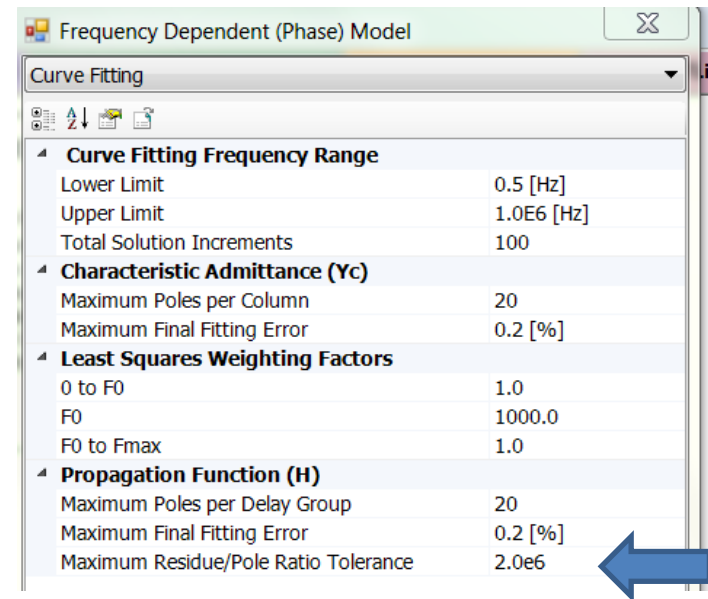 Frequency Dependent (Phase) Model
Curve Fitting
Curve Fitting Frequency Range
Lower Limit 0.5 [Hz]
Upper Limit 1.0E6 [Hz]
Total Solution Increments 100
Characteristic Admittance (Yc)
Maximum Poles per Column 20
Maximum Final Fitting Error 0.2 [%]
Least Squares Weighting Factors
0 to F0 1.0
F0 1000.0
F0 to Fmax 1.0
Propagation Function (H)
Maximum Poles per Delay Group 20
Maximum Final Fitting Error 0.2 [%]
Maximum Residue/Pole Ratio Tolerance 2.0e6